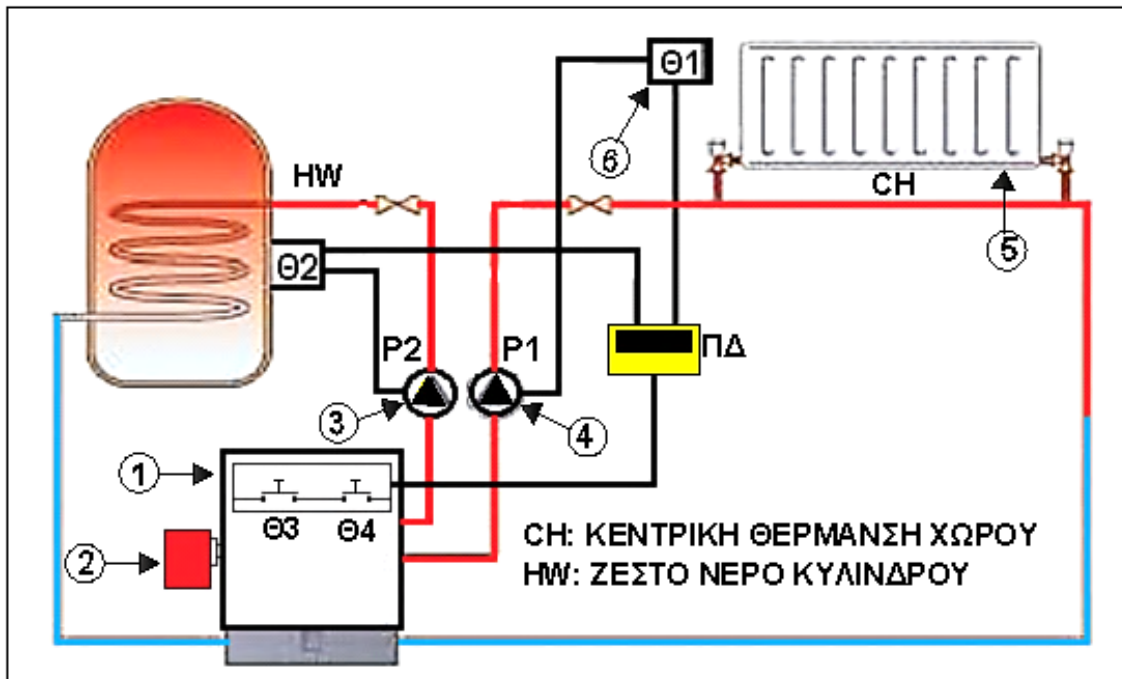 Θ1
6
HW
CH
5
Θ2
P2
P1
ΠΔ
3
4
1
Θ3 Θ4
2
CH: ΚΕΝΤΡΙΚΗ ΘΕΡΜΑΝΣΗ ΧΩΡΟΥ
HW: ΖΕΣΤΟ ΝΕΡΟ ΚΥΛΙΝΔΡΟΥ